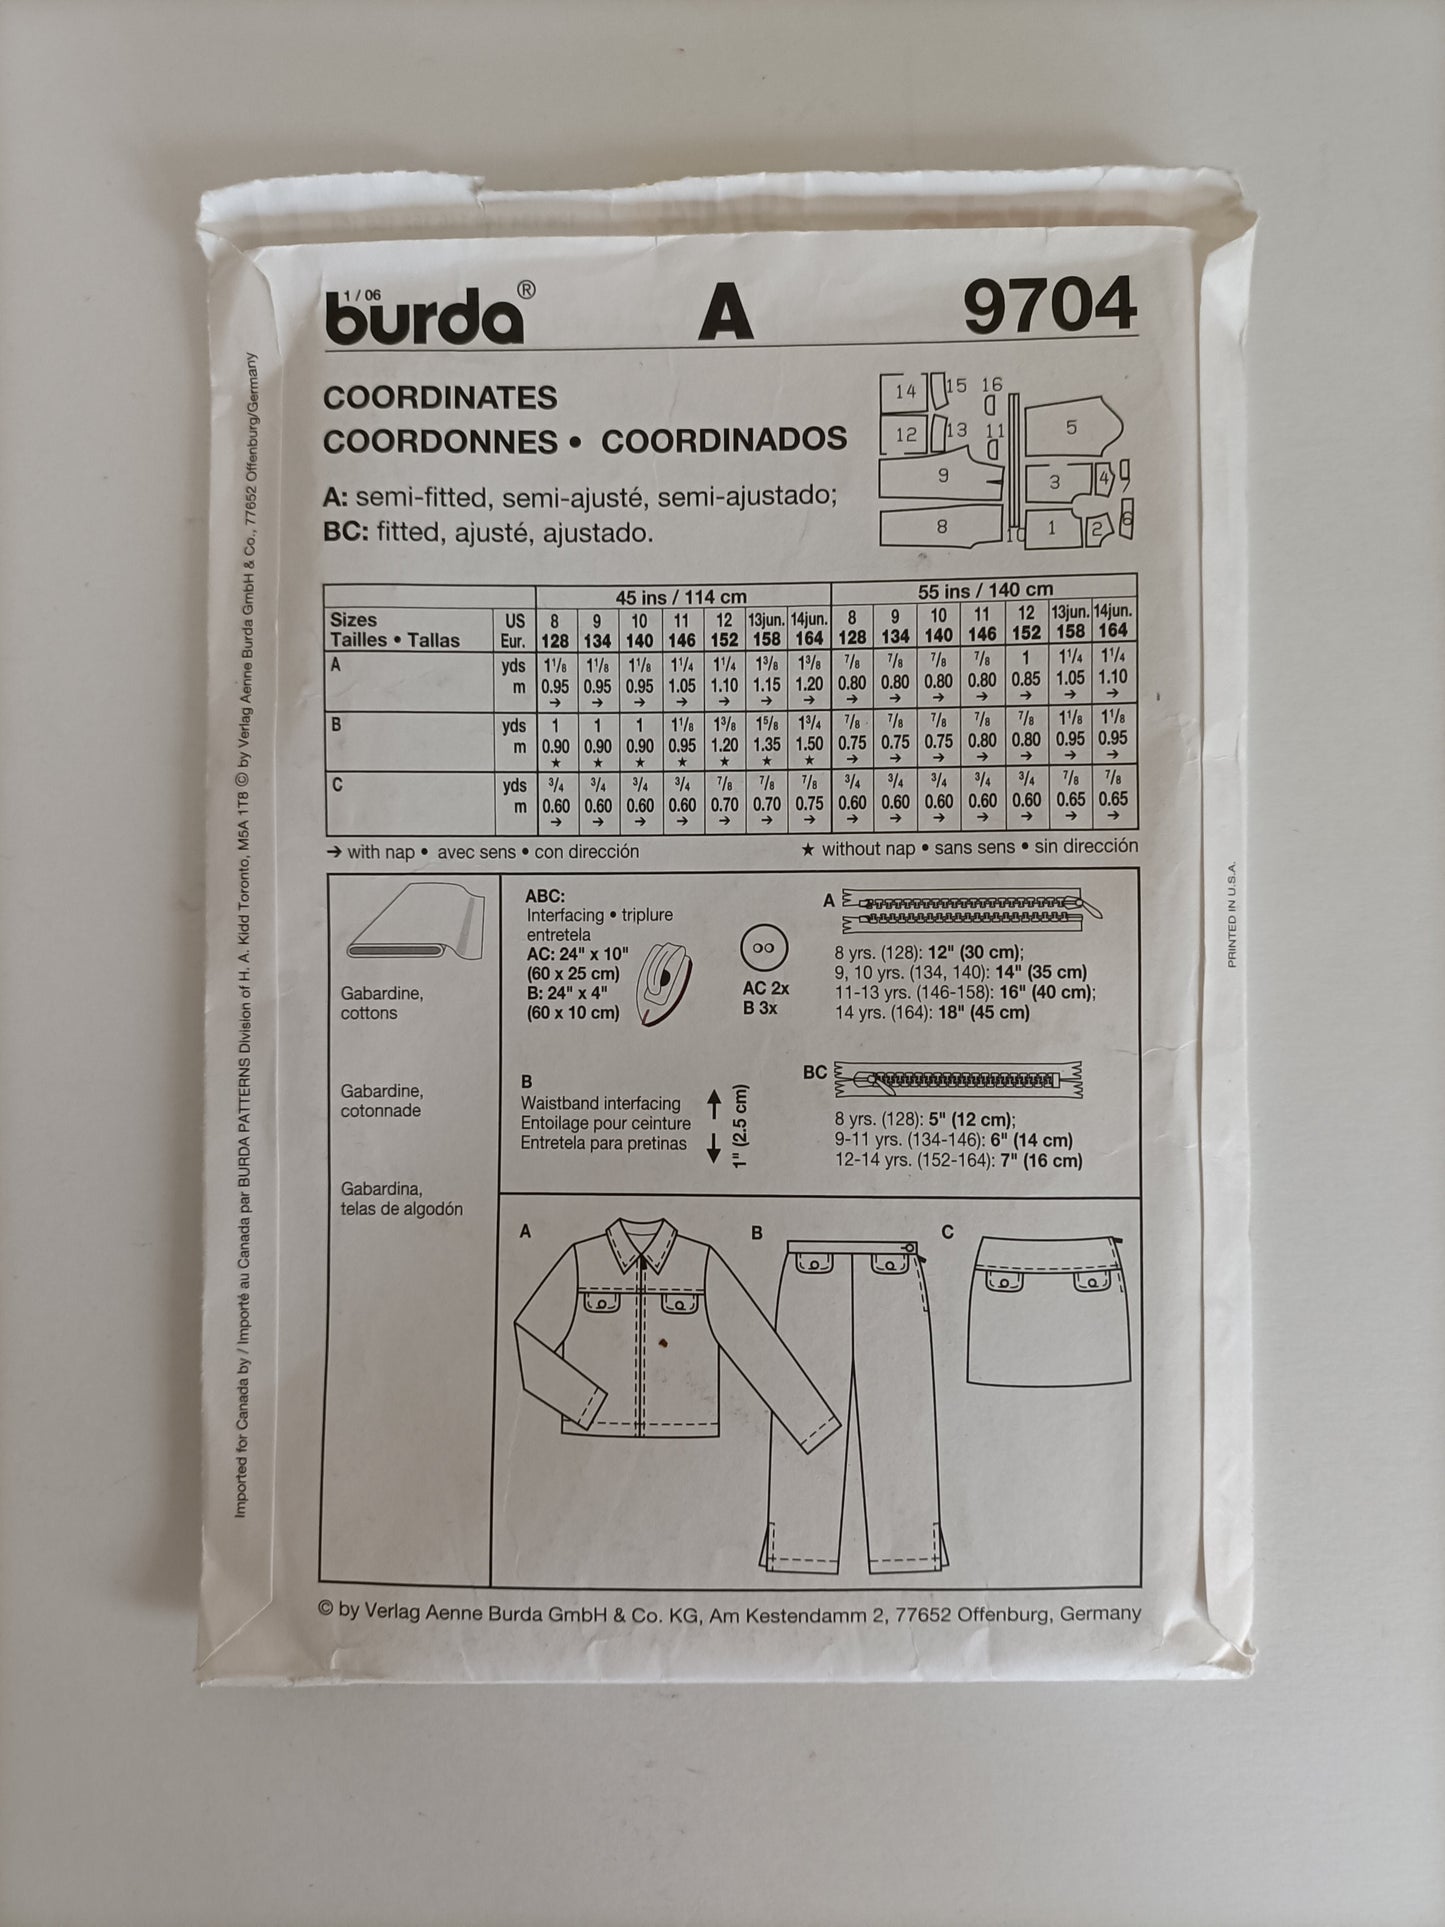 1 / 06
burda®
A
9704
COORDINATES
COORDONNES • COORDINADOS
A: semi-fitted, semi-ajusté, semi-ajustado;
BC: fitted, ajusté, ajustado.
14 15 16
12 13 11
5
9 3 4 7
8 10 1 2 6
45 ins / 114 cm 55 ins / 140 cm
Sizes US 8 9 10 11 12 13jun. 14jun. 8 9 10 11 12 13jun. 14jun.
Tailles • Tallas Eur. 128 134 140 146 152 158 164 128 134 140 146 152 158 164
A yds 1 1/8 1 1/8 1 1/8 1 1/4 1 1/4 1 3/8 1 3/8 7/8 7/8 7/8 7/8 1 1 1/4 1 1/4
m 0.95 0.95 0.95 1.05 1.10 1.15 1.20 0.80 0.80 0.80 0.80 0.85 1.05 1.10
→ → → → → → → → → → → → → →
B yds 1 1 1 1 1/8 1 3/8 1 5/8 1 3/4 7/8 7/8 7/8 7/8 7/8 1 1/8 1 1/8
m 0.90 0.90 0.90 0.95 1.20 1.35 1.50 0.75 0.75 0.75 0.80 0.80 0.95 0.95
★ ★ ★ ★ ★ ★ ★ → → → → → → →
C yds 3/4 3/4 3/4 3/4 7/8 7/8 7/8 3/4 3/4 3/4 3/4 3/4 7/8 7/8
m 0.60 0.60 0.60 0.60 0.70 0.70 0.75 0.60 0.60 0.60 0.60 0.60 0.65 0.65
→ → → → → → → → → → → → → →
→ with nap • avec sens • con dirección ★ without nap • sans sens • sin dirección
Gabardine,
cottons
Gabardine,
cotonnade
Gabardina,
telas de algodón
ABC:
Interfacing • triplure
entretela
AC: 24" x 10"
(60 x 25 cm)
B: 24" x 4"
(60 x 10 cm)
AC 2x
B 3x
A
8 yrs. (128): 12" (30 cm);
9, 10 yrs. (134, 140): 14" (35 cm)
11-13 yrs. (146-158): 16" (40 cm);
14 yrs. (164): 18" (45 cm)
B
Waistband interfacing
Entoilage pour ceinture
Entretela para pretinas
1" (2.5 cm)
BC
8 yrs. (128): 5" (12 cm);
9-11 yrs. (134-146): 6" (14 cm)
12-14 yrs. (152-164): 7" (16 cm)
A B C
© by Verlag Aenne Burda GmbH & Co. KG, Am Kestendamm 2, 77652 Offenburg, Germany
Imported for Canada by / Importé au Canada par BURDA PATTERNS Division of H. A. Kidd Toronto, M5A 1T8 © by Verlag Aenne Burda GmbH & Co., 77652 Offenburg/Germany
PRINTED IN U.S.A.